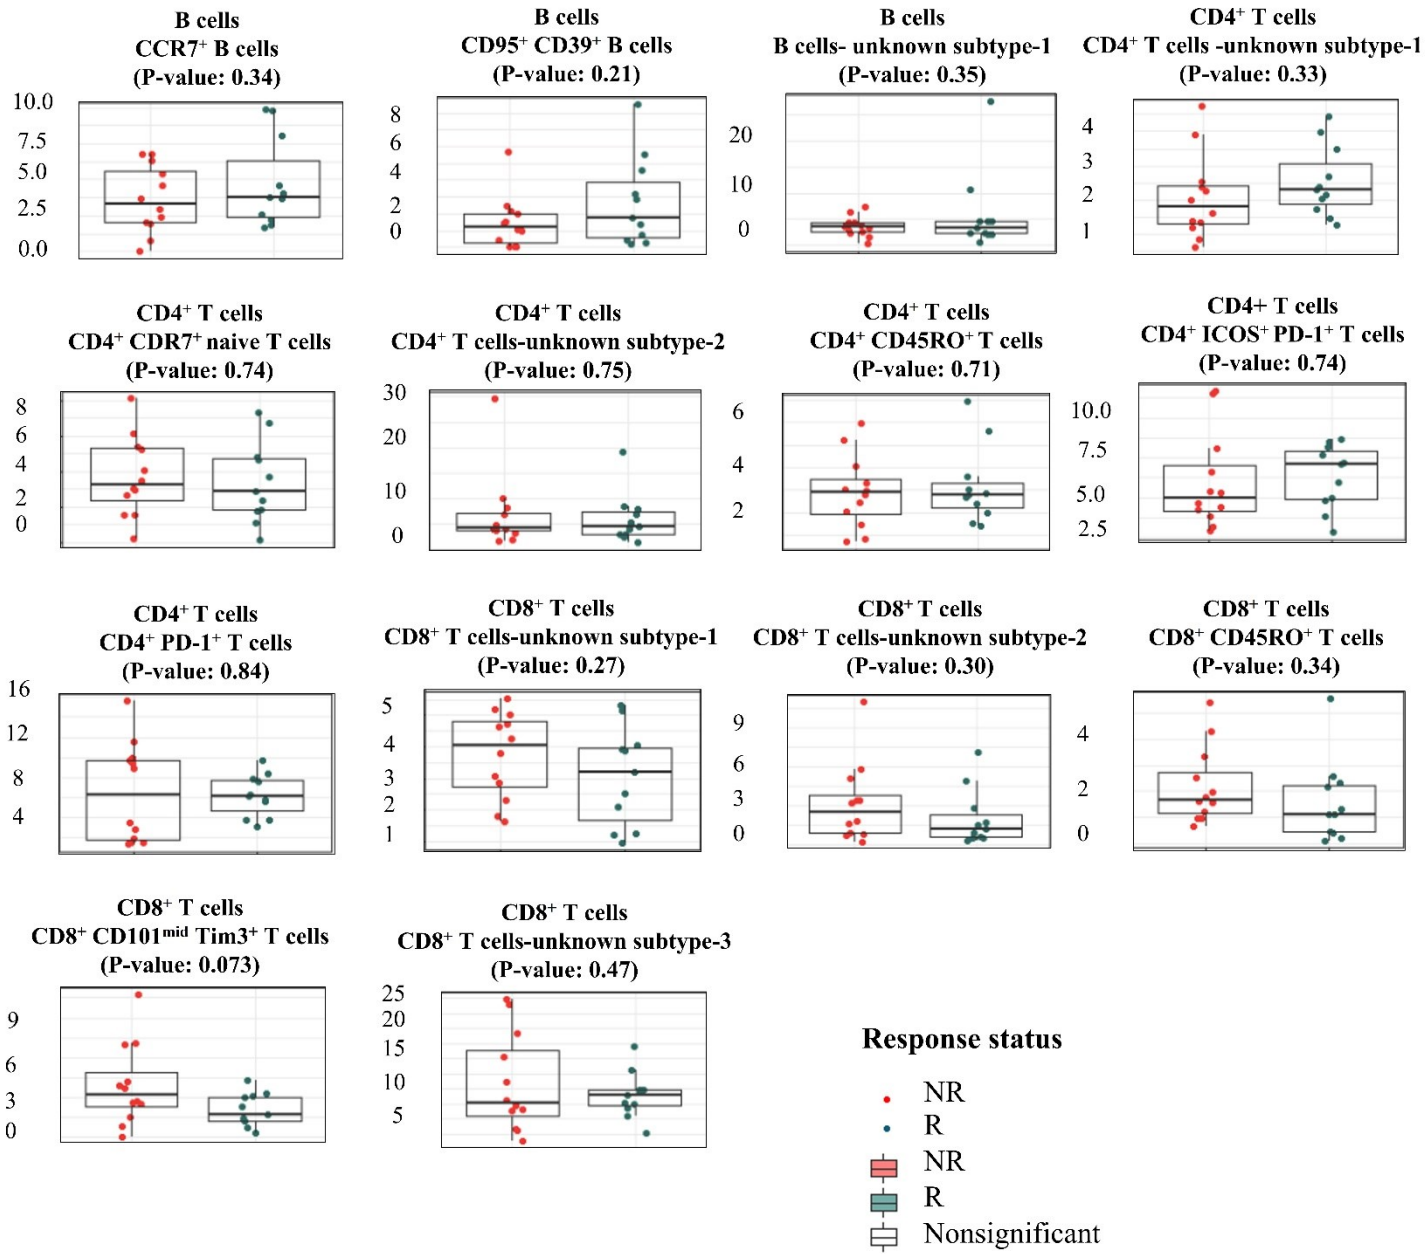 B cells
CCR7⁺ B cells
(P-value: 0.34)
10.0
7.5
5.0
2.5
0.0
B cells
CD95⁺ CD39⁺ B cells
(P-value: 0.21)
8
6
4
2
0
B cells
B cells- unknown subtype-1
(P-value: 0.35)
20
10
0
CD4⁺ T cells
CD4⁺ T cells -unknown subtype-1
(P-value: 0.33)
4
3
2
1
CD4⁺ T cells
CD4⁺ CDR7⁺ naive T cells
(P-value: 0.74)
8
6
4
2
0
CD4⁺ T cells
CD4⁺ T cells-unknown subtype-2
(P-value: 0.75)
30
20
10
0
CD4⁺ T cells
CD4⁺ CD45RO⁺ T cells
(P-value: 0.71)
6
4
2
CD4+ T cells
CD4⁺ ICOS⁺ PD-1⁺ T cells
(P-value: 0.74)
10.0
7.5
5.0
2.5
CD4⁺ T cells
CD4⁺ PD-1⁺ T cells
(P-value: 0.84)
16
12
8
4
CD8⁺ T cells
CD8⁺ T cells-unknown subtype-1
(P-value: 0.27)
5
4
3
2
1
CD8⁺ T cells
CD8⁺ T cells-unknown subtype-2
(P-value: 0.30)
9
6
3
0
CD8⁺ T cells
CD8⁺ CD45RO⁺ T cells
(P-value: 0.34)
4
2
0
CD8⁺ T cells
CD8⁺ CD101ᵐⁱᵈ Tim3⁺ T cells
(P-value: 0.073)
9
6
3
0
CD8⁺ T cells
CD8⁺ T cells-unknown subtype-3
(P-value: 0.47)
25
20
15
10
5
Response status
NR
R
NR
R
Nonsignificant